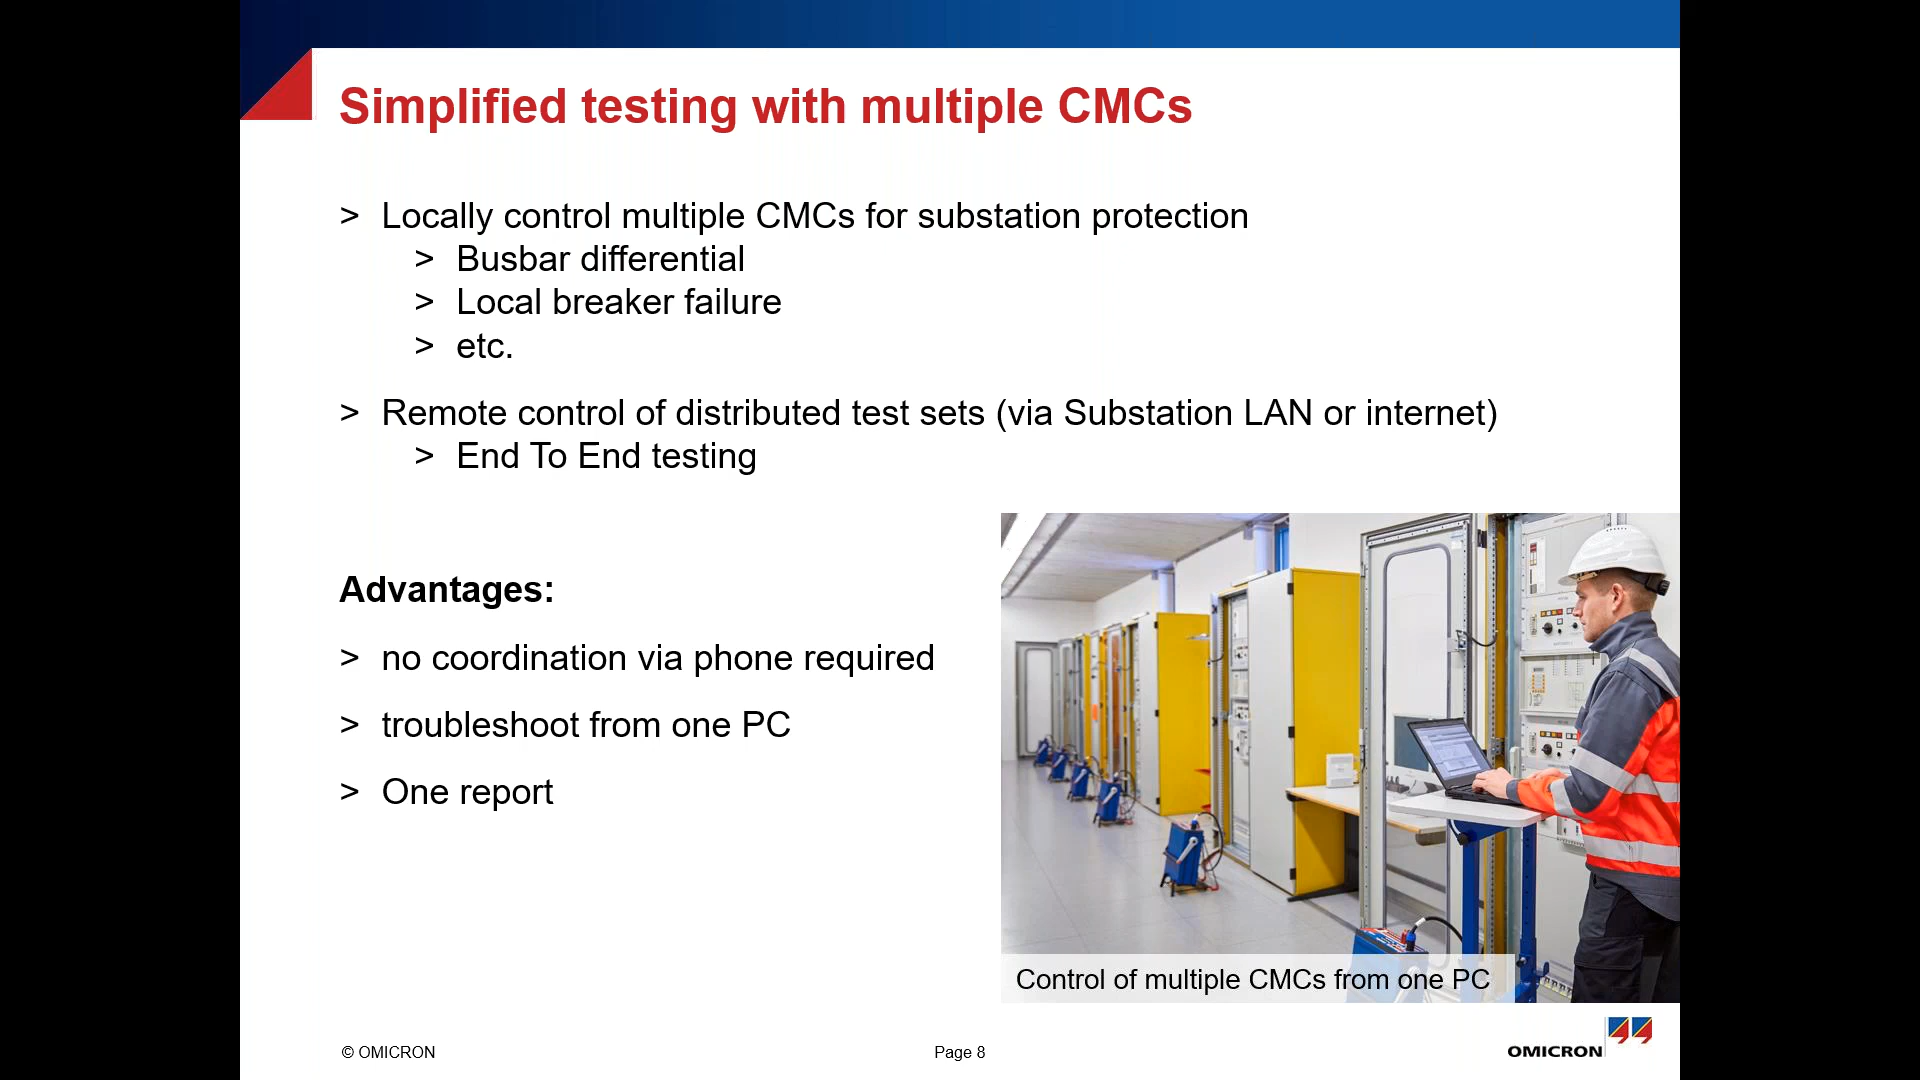 Simplified testing with multiple CMCs
> Locally control multiple CMCs for substation protection
> Busbar differential
> Local breaker failure
> etc.
> Remote control of distributed test sets (via Substation LAN or internet)
> End To End testing
Advantages:
> no coordination via phone required
> troubleshoot from one PC
> One report
Control of multiple CMCs from one PC
© OMICRON
Page 8
OMICRON